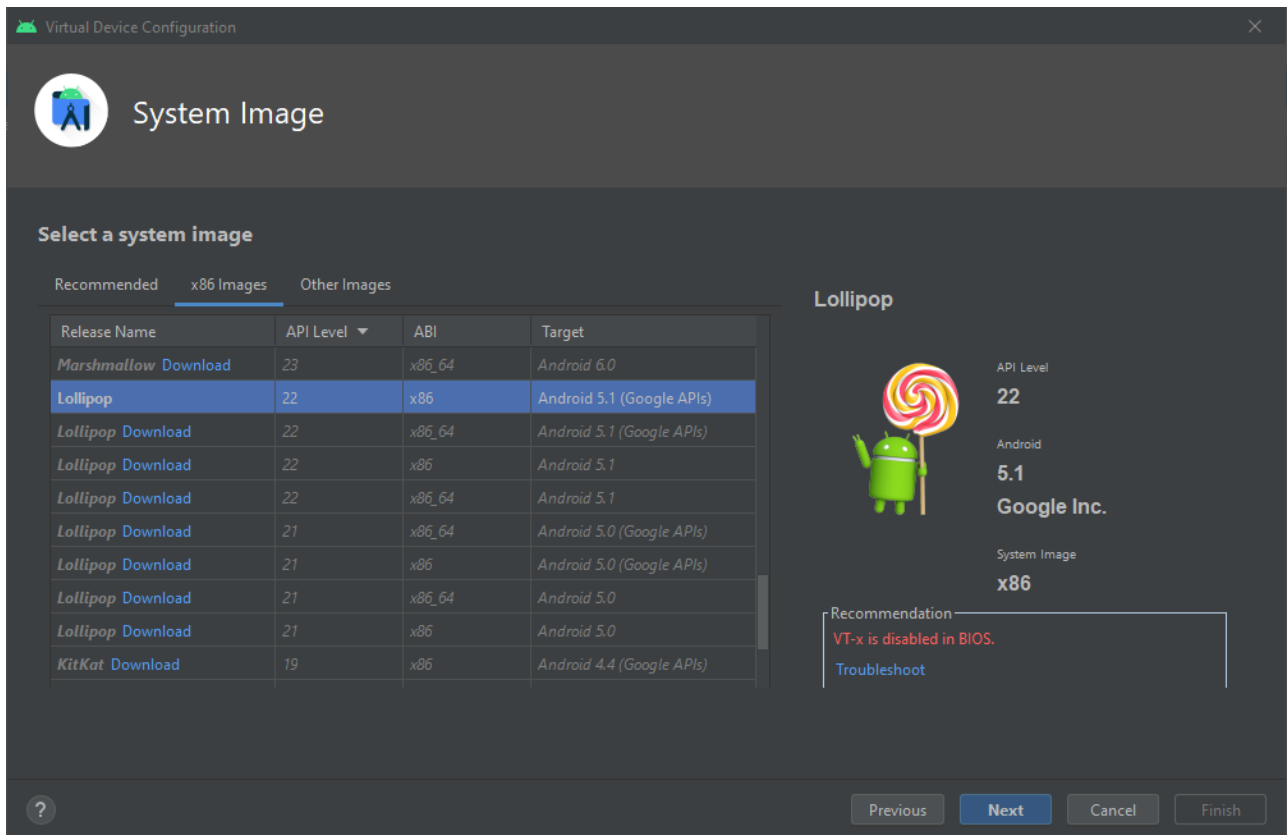 Virtual Device Configuration
System Image
Select a system image
Recommended x86 Images Other Images
Release Name API Level ABI Target
Marshmallow Download 23 x86_64 Android 6.0
Lollipop 22 x86 Android 5.1 (Google APIs)
Lollipop Download 22 x86_64 Android 5.1 (Google APIs)
Lollipop Download 22 x86 Android 5.1
Lollipop Download 22 x86_64 Android 5.1
Lollipop Download 21 x86_64 Android 5.0 (Google APIs)
Lollipop Download 21 x86 Android 5.0 (Google APIs)
Lollipop Download 21 x86_64 Android 5.0
Lollipop Download 21 x86 Android 5.0
KitKat Download 19 x86 Android 4.4 (Google APIs)
Lollipop
API Level
22
Android
5.1
Google Inc.
System Image
x86
Recommendation
VT-x is disabled in BIOS.
Troubleshoot
? Previous Next Cancel Finish